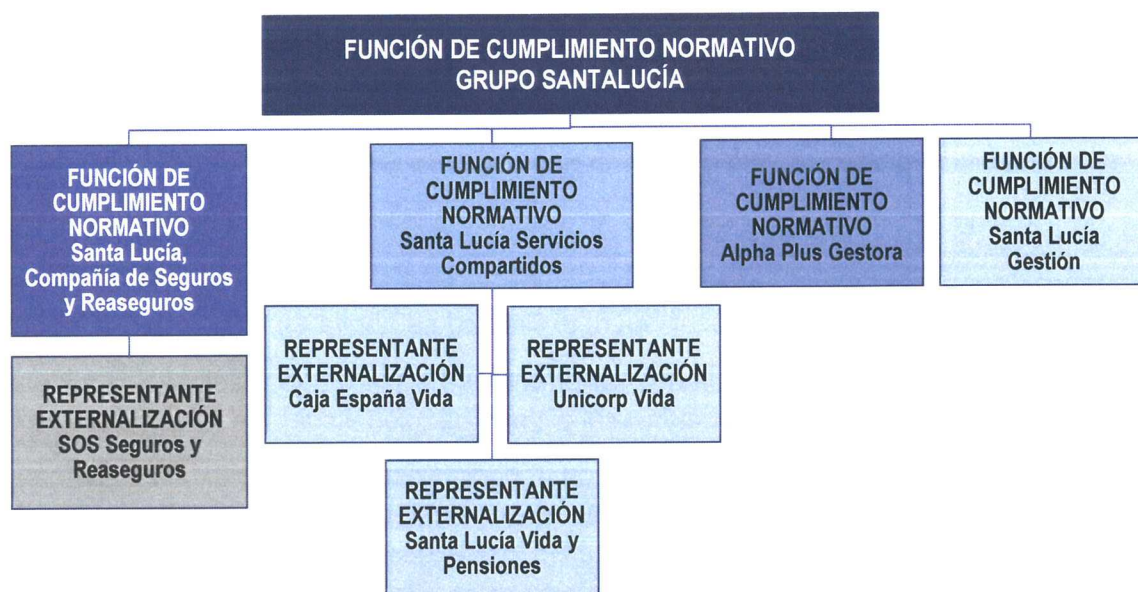 FUNCIÓN DE CUMPLIMIENTO NORMATIVO
GRUPO SANTALUCÍA
FUNCIÓN DE
CUMPLIMIENTO
NORMATIVO
Santa Lucía,
Compañía de Seguros
y Reaseguros
FUNCIÓN DE
CUMPLIMIENTO
NORMATIVO
Santa Lucía Servicios
Compartidos
FUNCIÓN DE
CUMPLIMIENTO
NORMATIVO
Alpha Plus Gestora
FUNCIÓN DE
CUMPLIMIENTO
NORMATIVO
Santa Lucía
Gestión
REPRESENTANTE
EXTERNALIZACIÓN
SOS Seguros y
Reaseguros
REPRESENTANTE
EXTERNALIZACIÓN
Caja España Vida
REPRESENTANTE
EXTERNALIZACIÓN
Unicorp Vida
REPRESENTANTE
EXTERNALIZACIÓN
Santa Lucía Vida y
Pensiones